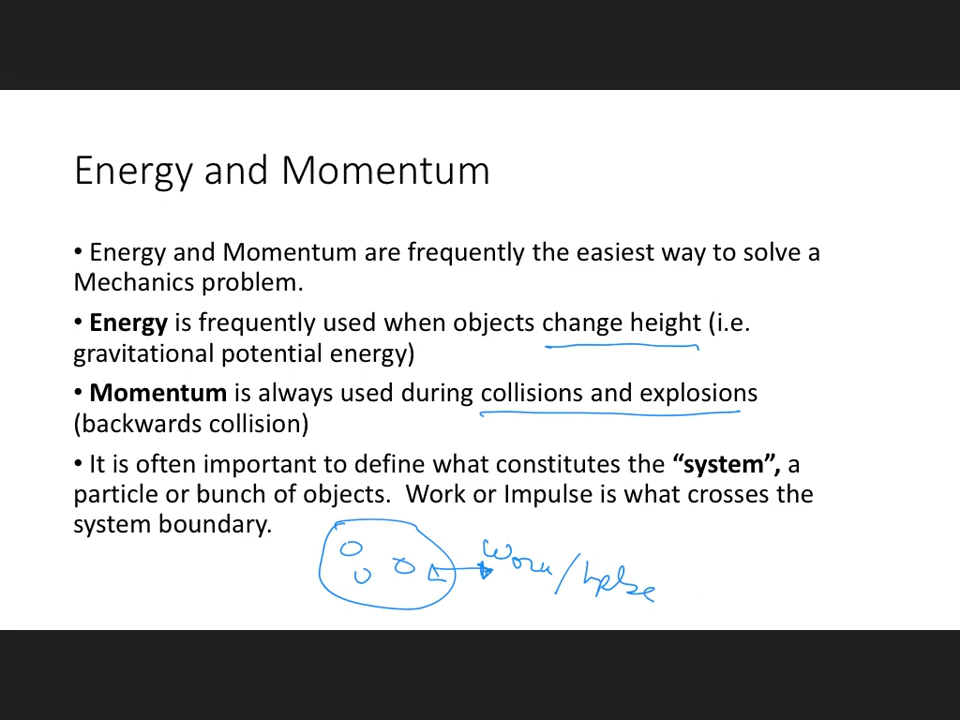 Energy and Momentum
• Energy and Momentum are frequently the easiest way to solve a
Mechanics problem.
• Energy is frequently used when objects change height (i.e.
gravitational potential energy)
• Momentum is always used during collisions and explosions
(backwards collision)
• It is often important to define what constitutes the “system”, a
particle or bunch of objects.  Work or Impulse is what crosses the
system boundary.
Work /